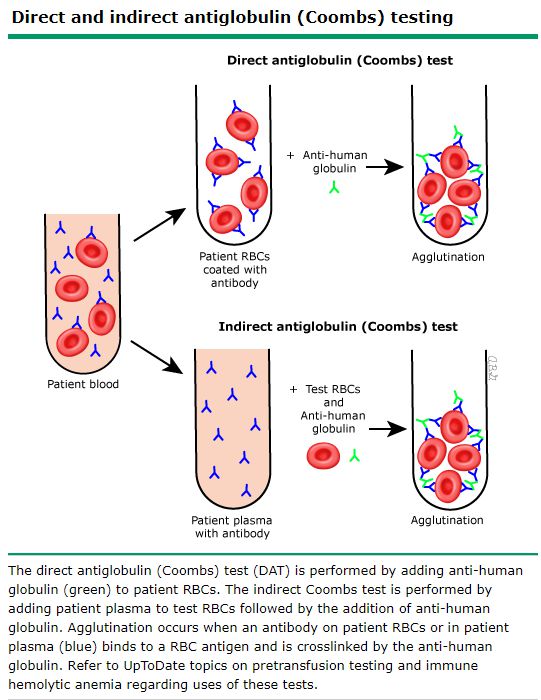 Direct and indirect antiglobulin (Coombs) testing
Direct antiglobulin (Coombs) test
+ Anti-human
globulin
Patient RBCs
coated with
antibody
Agglutination
Patient blood
Indirect antiglobulin (Coombs) test
+ Test RBCs
and
Anti-human
globulin
Patient plasma
with antibody
Agglutination
The direct antiglobulin (Coombs) test (DAT) is performed by adding anti-human
globulin (green) to patient RBCs. The indirect Coombs test is performed by
adding patient plasma to test RBCs followed by the addition of anti-human
globulin. Agglutination occurs when an antibody on patient RBCs or in patient
plasma (blue) binds to a RBC antigen and is crosslinked by the anti-human
globulin. Refer to UpToDate topics on pretransfusion testing and immune
hemolytic anemia regarding uses of these tests.